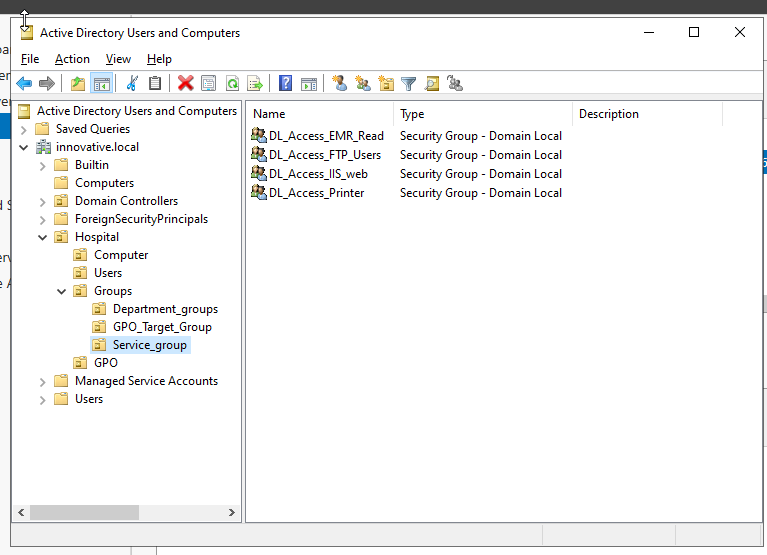 Active Directory Users and Computers
File Action View Help
Active Directory Users and Computers
Saved Queries
innovative.local
Builtin
Computers
Domain Controllers
ForeignSecurityPrincipals
Hospital
Computer
Users
Groups
Department_groups
GPO_Target_Group
Service_group
GPO
Managed Service Accounts
Users
Name Type Description
DL_Access_EMR_Read Security Group - Domain Local
DL_Access_FTP_Users Security Group - Domain Local
DL_Access_IIS_web Security Group - Domain Local
DL_Access_Printer Security Group - Domain Local